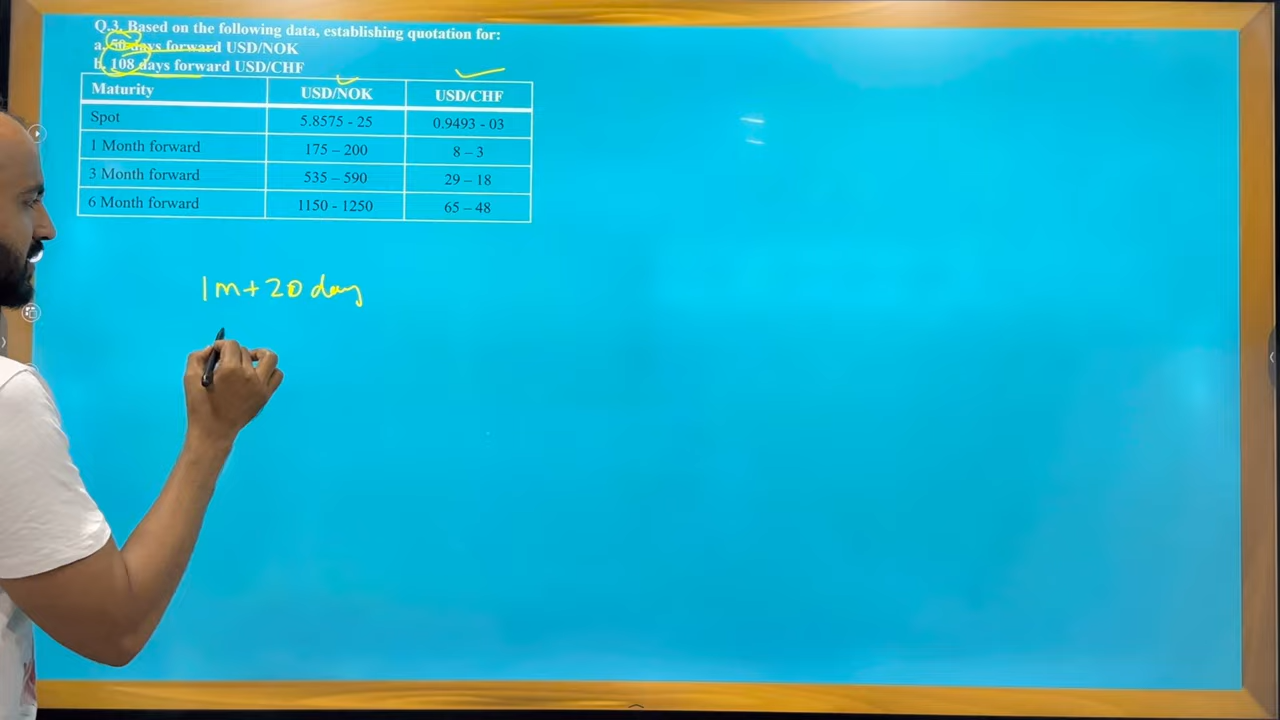 Q.3. Based on the following data, establishing quotation for:
a. 50 days forward USD/NOK
b. 108 days forward USD/CHF
Maturity USD/NOK USD/CHF
Spot 5.8575 - 25 0.9493 - 03
1 Month forward 175 – 200 8 – 3
3 Month forward 535 – 590 29 – 18
6 Month forward 1150 - 1250 65 – 48
1m+20 day